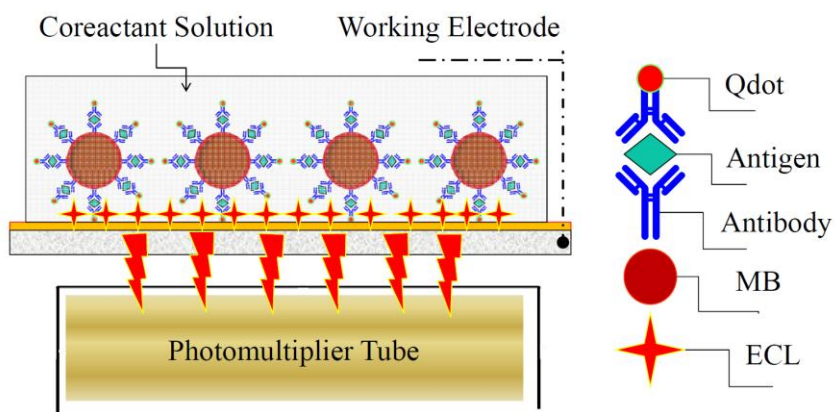 Coreactant Solution
Working Electrode
Qdot
Antigen
Antibody
MB
ECL
Photomultiplier Tube